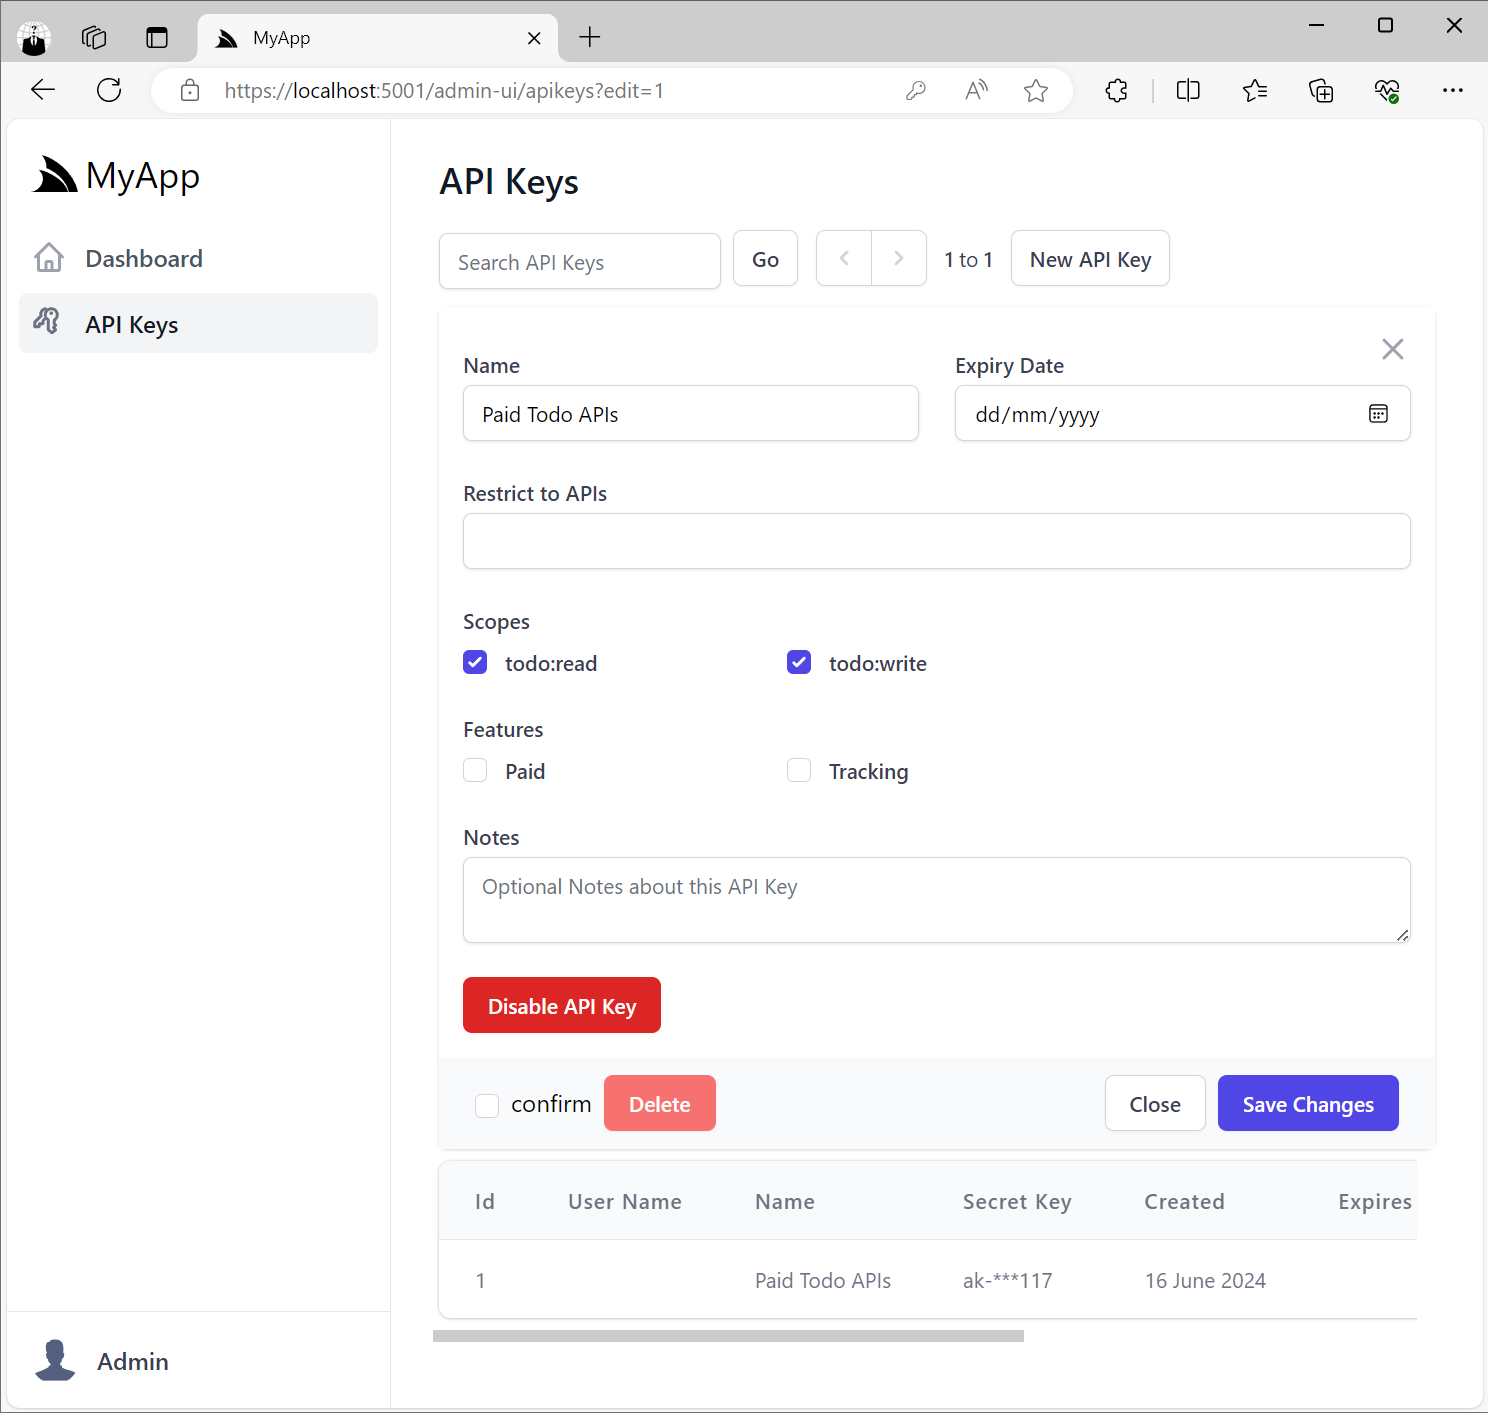 MyApp
https://localhost:5001/admin-ui/apikeys?edit=1
MyApp
Dashboard
API Keys
Admin
API Keys
Search API Keys
Go
1 to 1
New API Key
Name
Expiry Date
Paid Todo APIs
dd/mm/yyyy
Restrict to APIs
Scopes
todo:read
todo:write
Features
Paid
Tracking
Notes
Optional Notes about this API Key
Disable API Key
confirm
Delete
Close
Save Changes
Id User Name Name Secret Key Created Expires
1 Paid Todo APIs ak-***117 16 June 2024